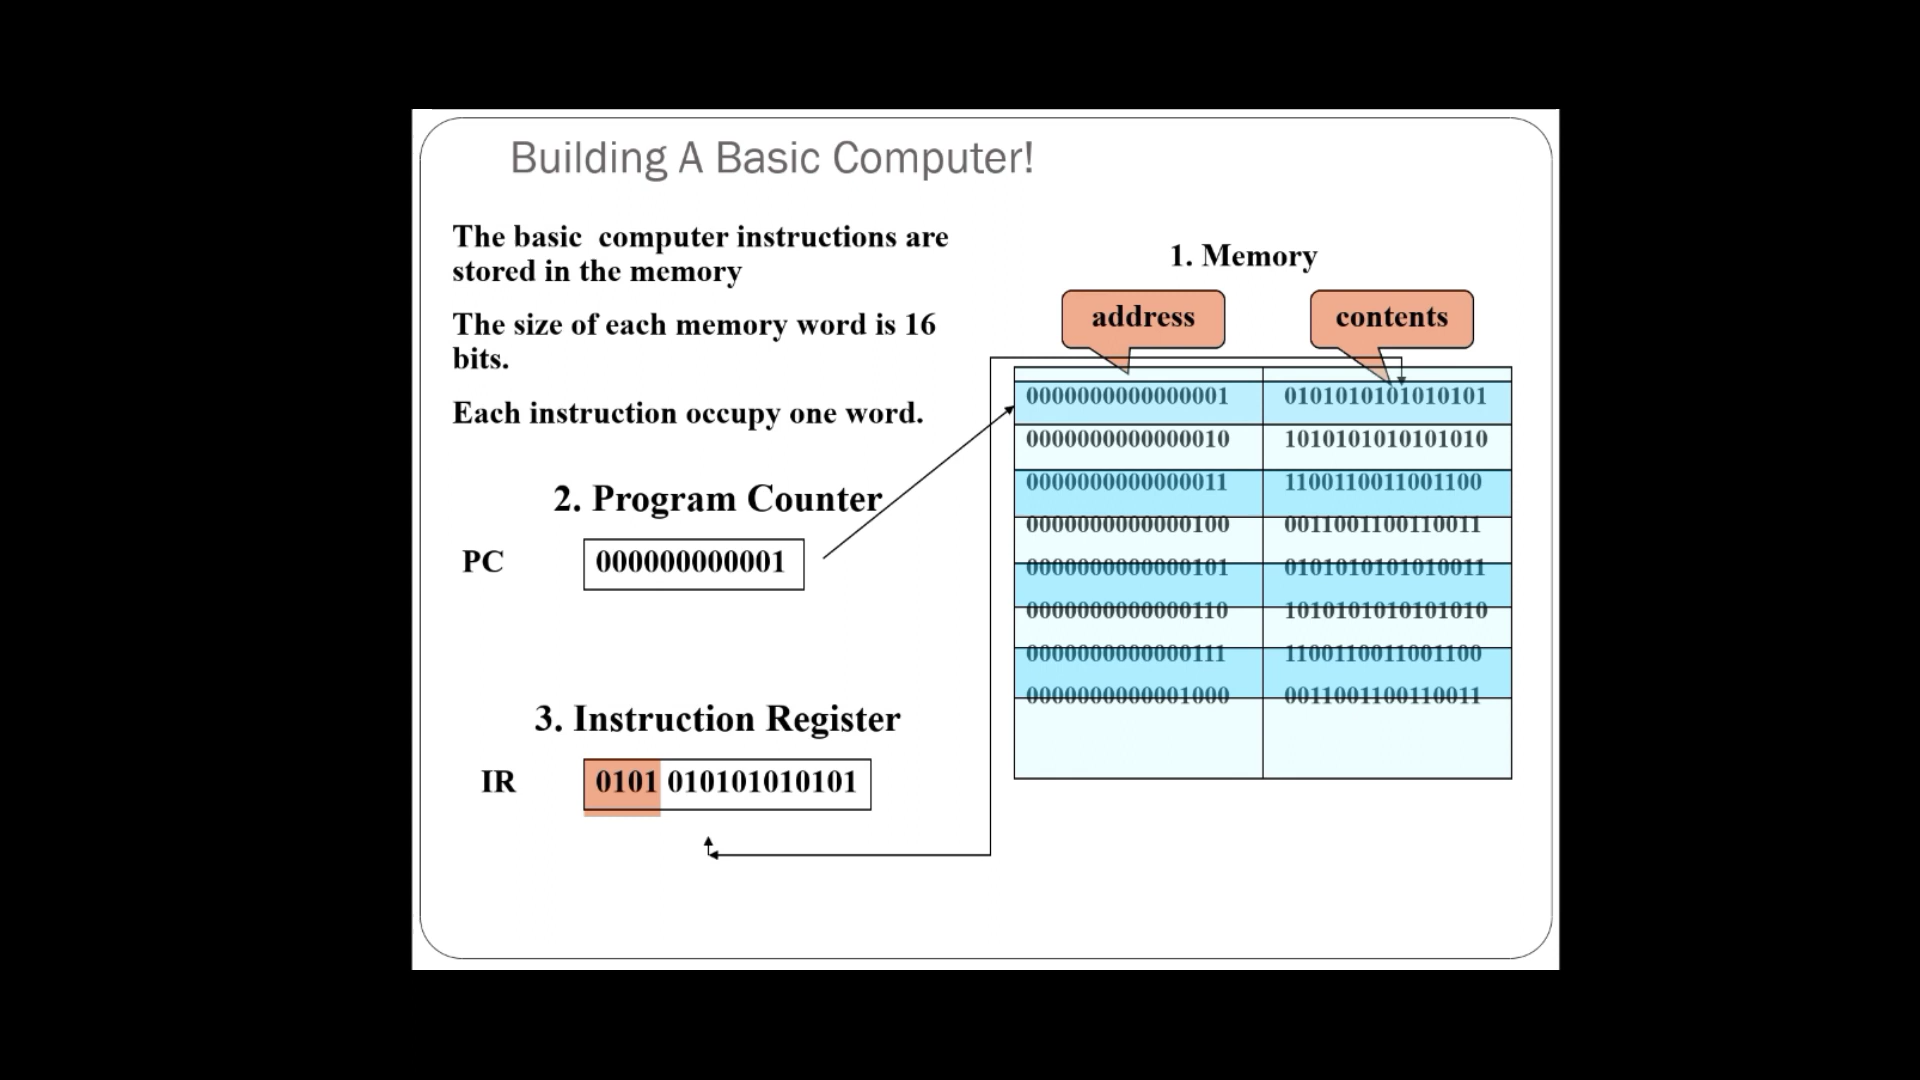 Building A Basic Computer!
The basic computer instructions are
stored in the memory
The size of each memory word is 16
bits.
Each instruction occupy one word.
2. Program Counter
PC 000000000001
3. Instruction Register
IR 0101 010101010101
1. Memory
address contents
0000000000000001 0101010101010101
0000000000000010 1010101010101010
0000000000000011 1100110011001100
0000000000000100 0011001100110011
0000000000000101 0101010101010011
0000000000000110 1010101010101010
0000000000000111 1100110011001100
0000000000001000 0011001100110011